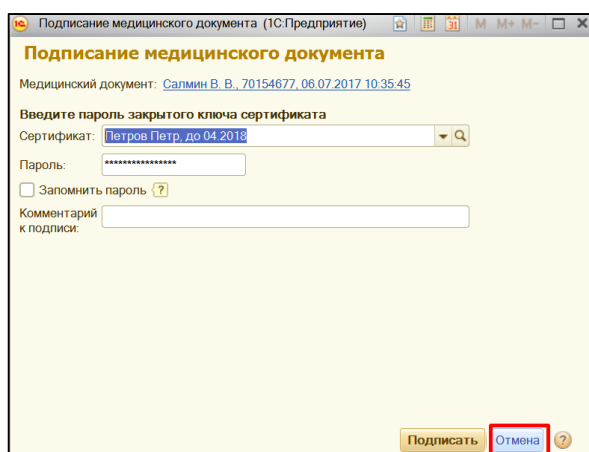 Подписание медицинского документа (1С:Предприятие) 31 M M+ M-
Подписание медицинского документа
Медицинский документ: Салмин В. В., 70154677, 06.07.2017 10:35:45
Введите пароль закрытого ключа сертификата
Сертификат: Петров Петр, до 04.2018
Пароль: ***************
Запомнить пароль ?
Комментарий
к подписи:
Подписать Отмена ?